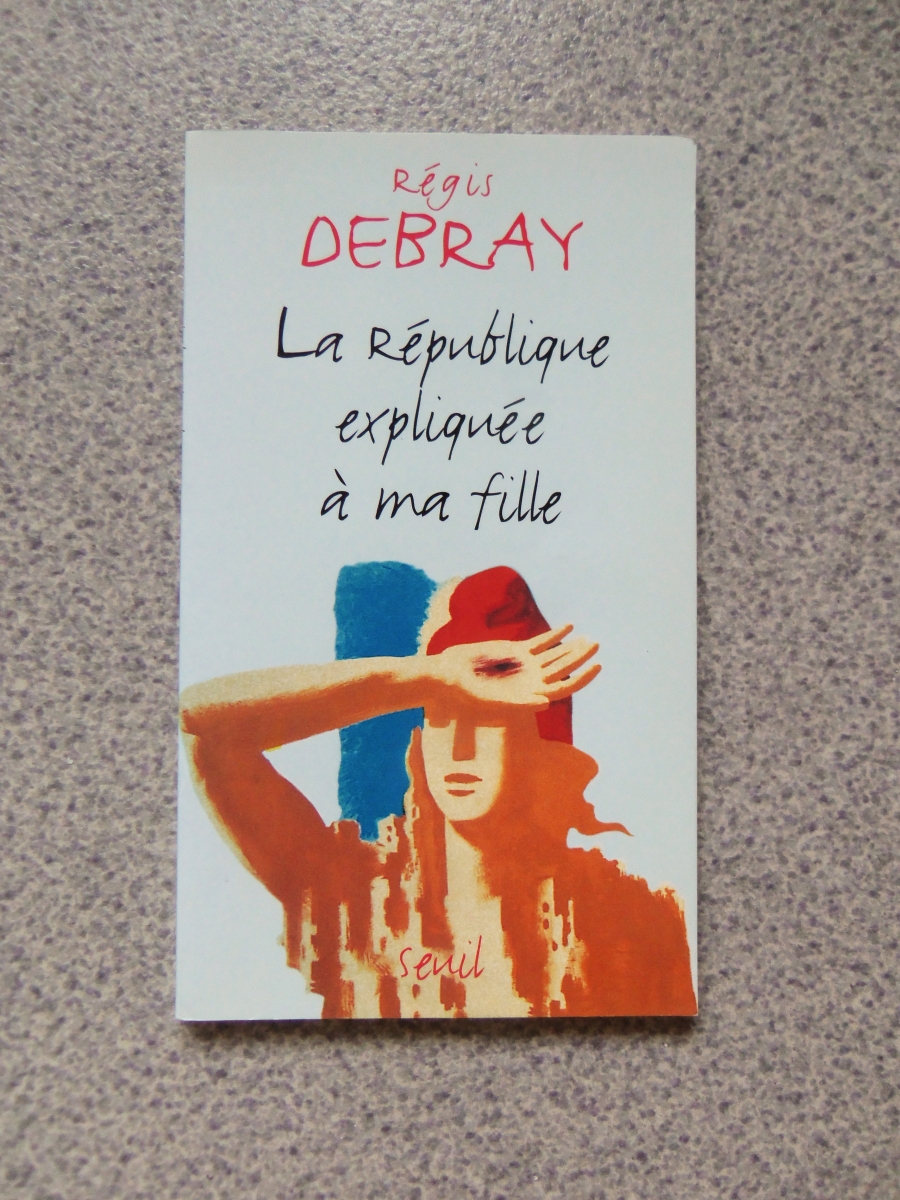 Régis
DEBRAY
La République
expliquée
à ma fille
Seuil